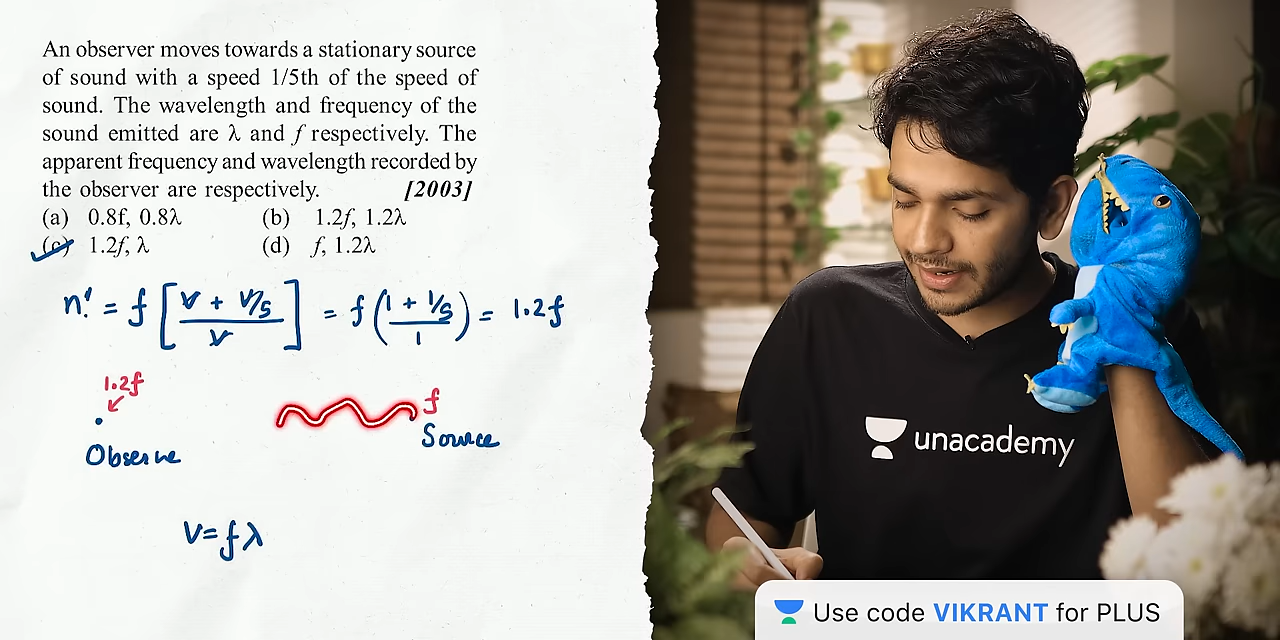 An observer moves towards a stationary source
of sound with a speed 1/5th of the speed of
sound. The wavelength and frequency of the
sound emitted are λ and f respectively. The
apparent frequency and wavelength recorded by
the observer are respectively. [2003]
(a) 0.8f, 0.8λ (b) 1.2f, 1.2λ
(c) 1.2f, λ (d) f, 1.2λ
n' = f [v + v/5 / v] = f (1 + 1/5 / 1) = 1.2f
1.2f
f
Observe
Source
v = fλ
unacademy
Use code VIKRANT for PLUS